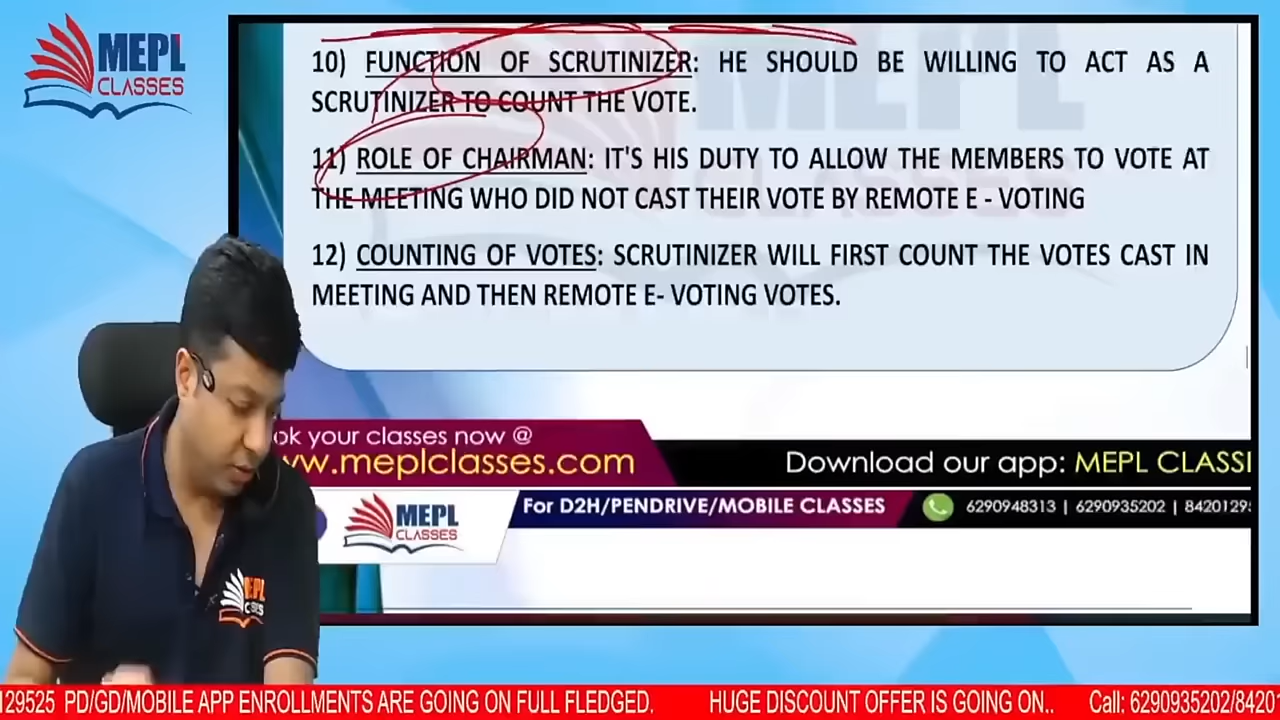 MEPL
CLASSES
10) FUNCTION OF SCRUTINIZER: HE SHOULD BE WILLING TO ACT AS A
SCRUTINIZER TO COUNT THE VOTE.
11) ROLE OF CHAIRMAN: IT'S HIS DUTY TO ALLOW THE MEMBERS TO VOTE AT
THE MEETING WHO DID NOT CAST THEIR VOTE BY REMOTE E - VOTING
12) COUNTING OF VOTES: SCRUTINIZER WILL FIRST COUNT THE VOTES CAST IN
MEETING AND THEN REMOTE E- VOTING VOTES.
ok your classes now @
ww.meplclasses.com
Download our app: MEPL CLASSI
MEPL
CLASSES
For D2H/PENDRIVE/MOBILE CLASSES
6290948313 | 6290935202 | 8420129
MEPL
129525 PD/GD/MOBILE APP ENROLLMENTS ARE GOING ON FULL FLEDGED. HUGE DISCOUNT OFFER IS GOING ON.. Call: 6290935202/8420